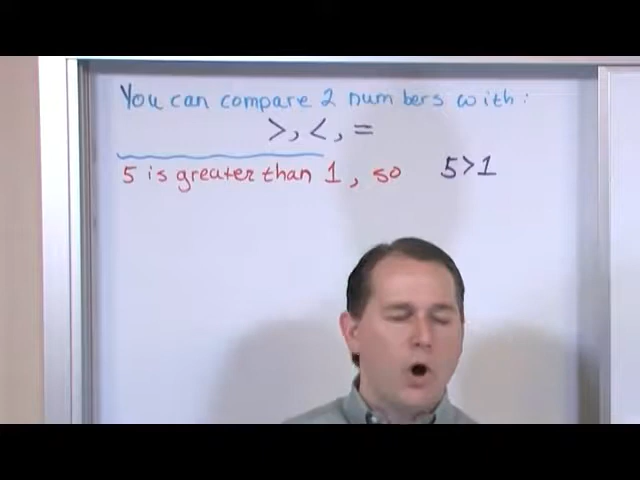 You can compare 2 numbers with:
>, <, =
5 is greater than 1, so 5>1